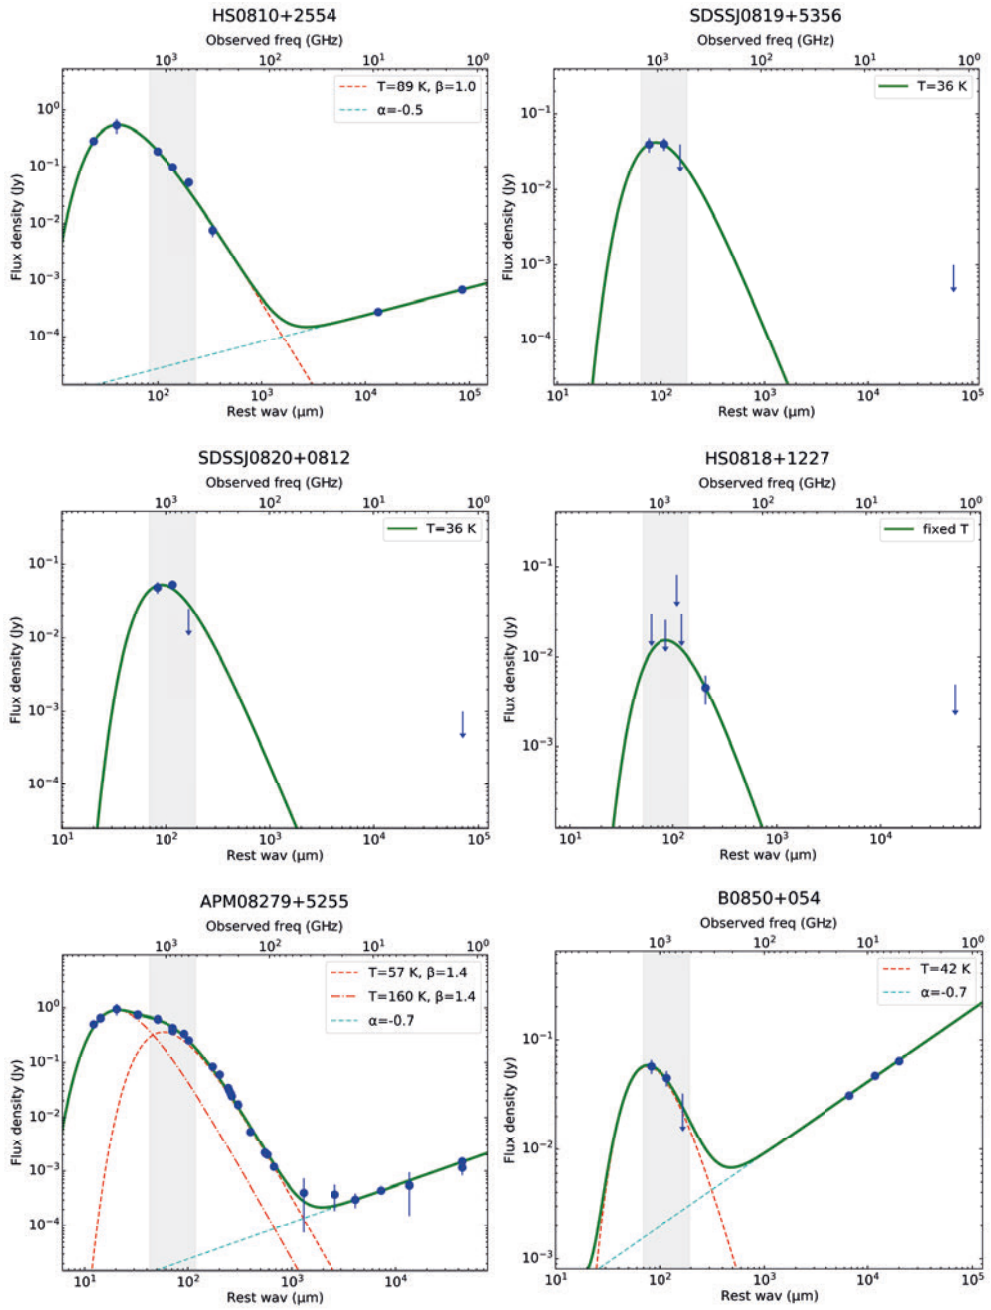 HS0810+2554
Observed freq (GHz)
10³ 10² 10¹ 10⁰
T=89 K, β=1.0
α=-0.5
Flux density (Jy)
10⁰
10⁻¹
10⁻²
10⁻³
10⁻⁴
10² 10³ 10⁴ 10⁵
Rest wav (μm)
SDSSJ0819+5356
Observed freq (GHz)
10³ 10² 10¹ 10⁰
T=36 K
Flux density (Jy)
10⁻¹
10⁻²
10⁻³
10⁻⁴
10¹ 10² 10³ 10⁴ 10⁵
Rest wav (μm)
SDSSJ0820+0812
Observed freq (GHz)
10³ 10² 10¹ 10⁰
T=36 K
Flux density (Jy)
10⁻¹
10⁻²
10⁻³
10⁻⁴
10¹ 10² 10³ 10⁴ 10⁵
Rest wav (μm)
HS0818+1227
Observed freq (GHz)
10³ 10² 10¹ 10⁰
fixed T
Flux density (Jy)
10⁻¹
10⁻²
10⁻³
10¹ 10² 10³ 10⁴
Rest wav (μm)
APM08279+5255
Observed freq (GHz)
10³ 10² 10¹ 10⁰
T=57 K, β=1.4
T=160 K, β=1.4
α=-0.7
Flux density (Jy)
10⁰
10⁻¹
10⁻²
10⁻³
10⁻⁴
10¹ 10² 10³ 10⁴
Rest wav (μm)
B0850+054
Observed freq (GHz)
10³ 10² 10¹ 10⁰
T=42 K
α=-0.7
Flux density (Jy)
10⁻¹
10⁻²
10⁻³
10¹ 10² 10³ 10⁴ 10⁵
Rest wav (μm)